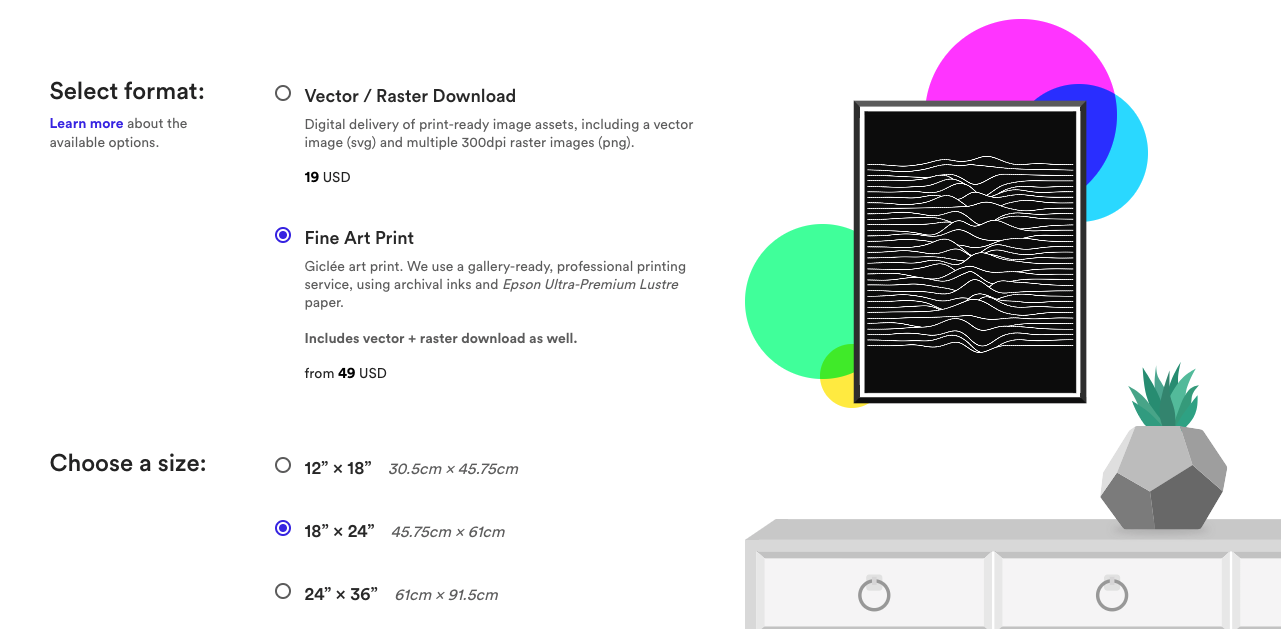 Select format:
Learn more about the
available options.
Vector / Raster Download
Digital delivery of print-ready image assets, including a vector
image (svg) and multiple 300dpi raster images (png).
19 USD
Fine Art Print
Giclée art print. We use a gallery-ready, professional printing
service, using archival inks and Epson Ultra-Premium Lustre
paper.
Includes vector + raster download as well.
from 49 USD
Choose a size:
12” × 18” 30.5cm × 45.75cm
18” × 24” 45.75cm × 61cm
24” × 36” 61cm × 91.5cm